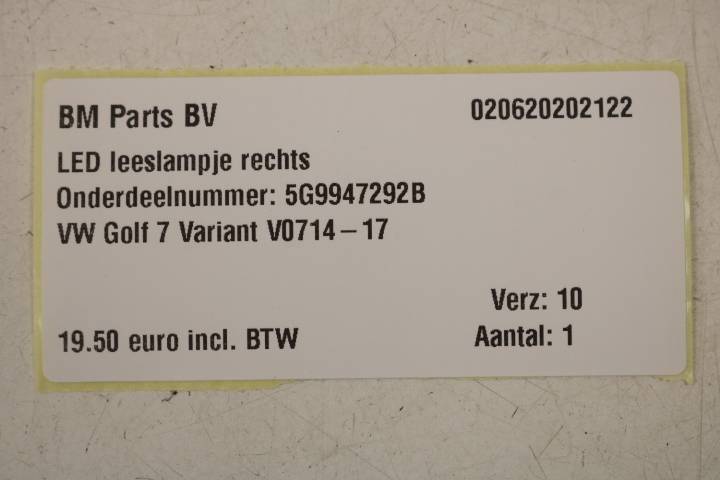 BM Parts BV 020620202122
LED leeslampje rechts
Onderdeelnummer: 5G9947292B
VW Golf 7 Variant V0714-17
Verz: 10
19.50 euro incl. BTW Aantal: 1